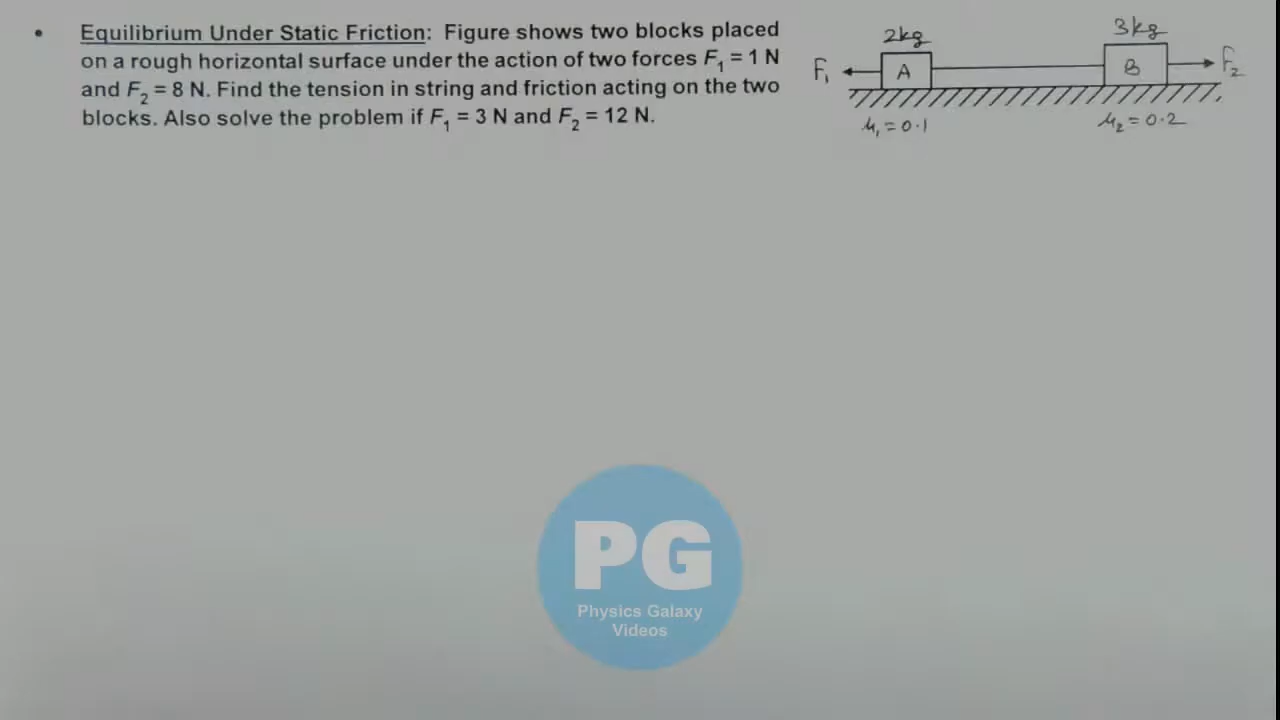 • Equilibrium Under Static Friction: Figure shows two blocks placed
on a rough horizontal surface under the action of two forces F₁ = 1 N
and F₂ = 8 N. Find the tension in string and friction acting on the two
blocks. Also solve the problem if F₁ = 3 N and F₂ = 12 N.
2kg
3kg
F₁
A
B
F₂
μ₁ = 0.1
μ₂ = 0.2
PG
Physics Galaxy
Videos